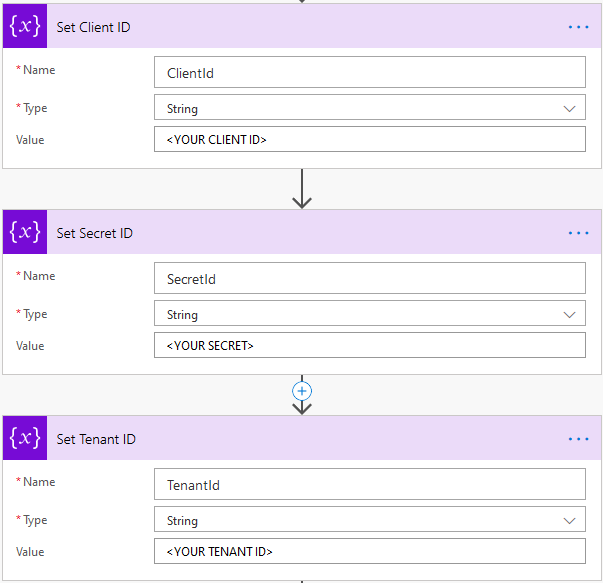 {x} Set Client ID ...
* Name ClientId
* Type String
Value <YOUR CLIENT ID>
{x} Set Secret ID ...
* Name SecretId
* Type String
Value <YOUR SECRET>
+
{x} Set Tenant ID ...
* Name TenantId
* Type String
Value <YOUR TENANT ID>